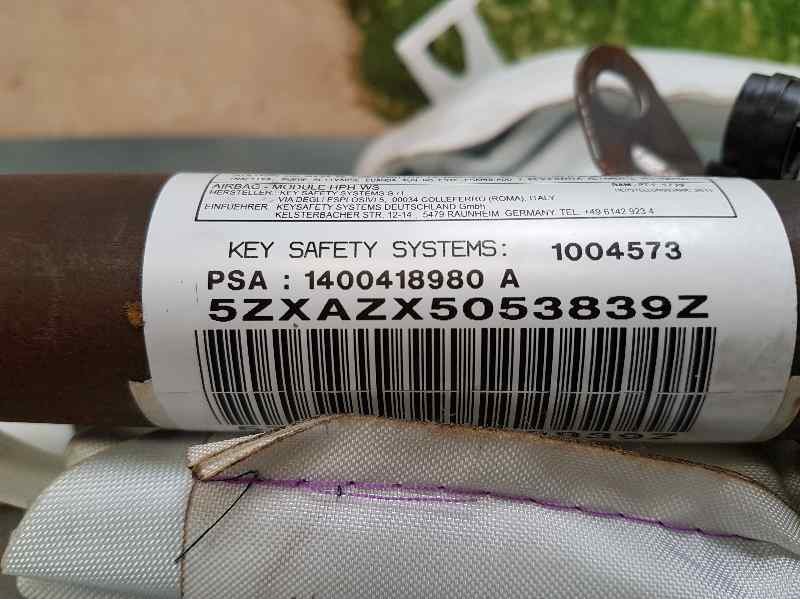 AIRBAG - MODULE HPH WS
HERSTELLER: KEY SAFETY SYSTEMS S.r.l.
VIA DEGLI ESPLOSIVI 5, 00034 COLLEFERRO (ROMA), ITALY
EINFUEHRER: KEYSAFETY SYSTEMS DEUTSCHLAND Gmbh
KELSTERBACHER STR. 12-14, 5479 RAUNHEIM GERMANY TEL. +49 6142 923 4
KEY SAFETY SYSTEMS: 1004573
PSA : 1400418980 A
5ZXAZX5053839Z